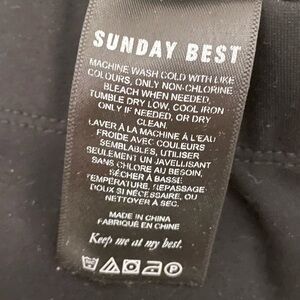 SUNDAY BEST
MACHINE WASH COLD WITH LIKE
COLOURS, ONLY NON-CHLORINE
BLEACH WHEN NEEDED,
TUMBLE DRY LOW, COOL IRON
ONLY IF NEEDED, OR DRY
CLEAN
LAVER À LA MACHINE À L'EAU
FROIDE AVEC COULEURS
SEMBLABLES, UTILISER
SEULEMENT UN JAVELLISANT
SANS CHLORE AU BESOIN,
SÉCHER À BASSE
TEMPÉRATURE, REPASSAGE
DOUX SI NÉCESSAIRE, OU
NETTOYER À SEC.
MADE IN CHINA
FABRIQUÉ EN CHINE
Keep me at my best.